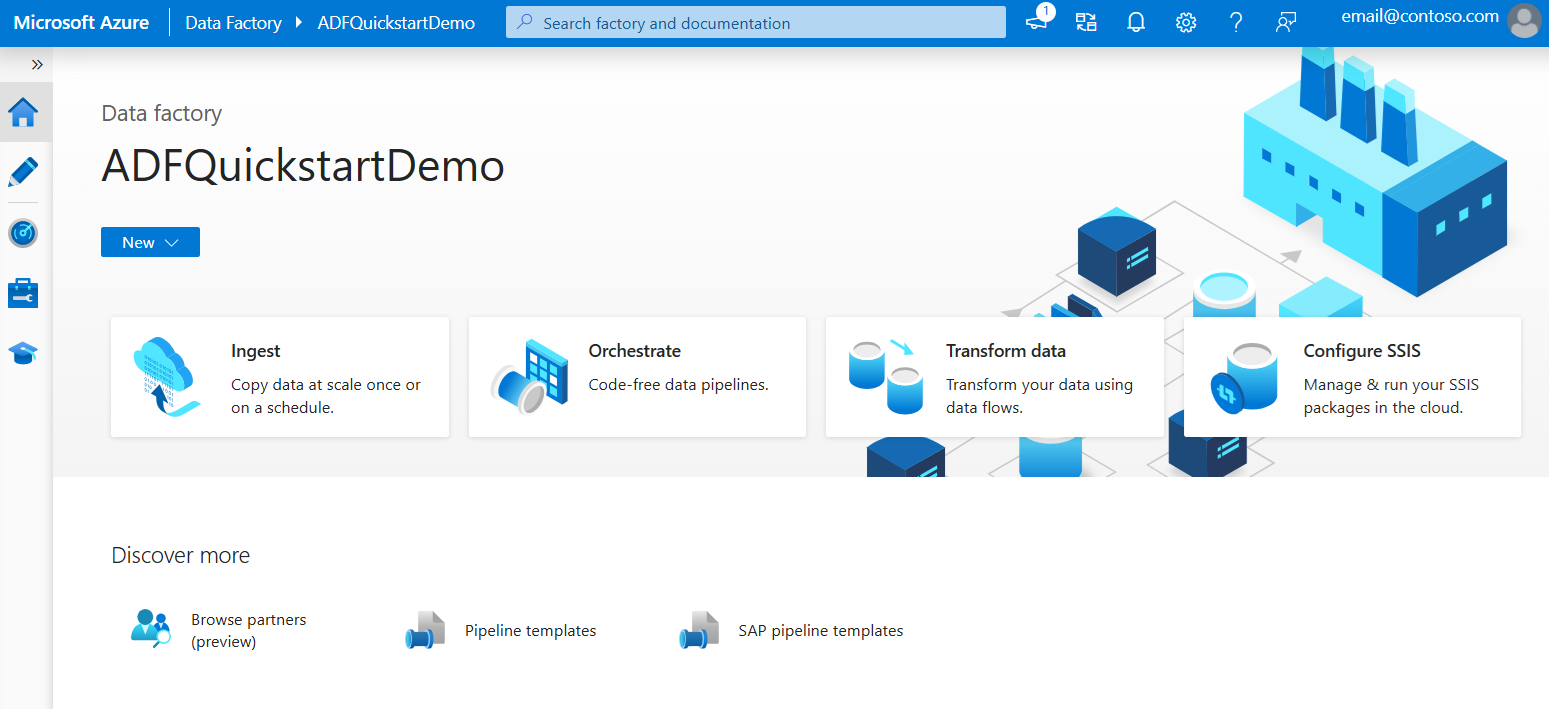 Microsoft Azure
Data Factory
ADFQuickstartDemo
Search factory and documentation
1
email@contoso.com
Data factory
ADFQuickstartDemo
New
Ingest
Copy data at scale once or
on a schedule.
Orchestrate
Code-free data pipelines.
Transform data
Transform your data using
data flows.
Configure SSIS
Manage & run your SSIS
packages in the cloud.
Discover more
Browse partners
(preview)
Pipeline templates
SAP pipeline templates